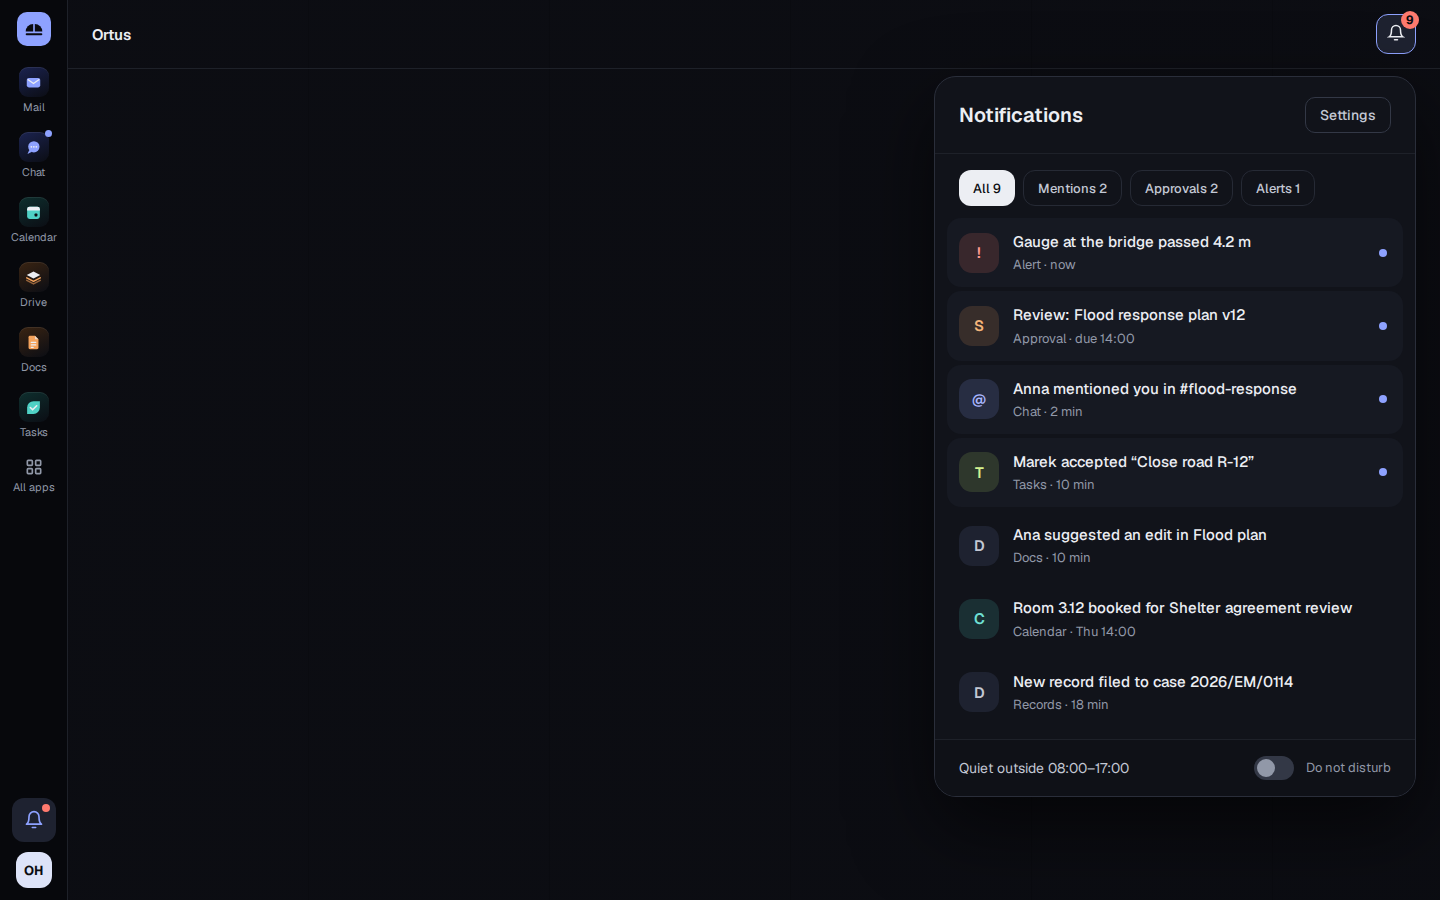 Ortus
9
Mail
Chat
Calendar
Drive
Docs
Tasks
All apps
OH
Notifications
Settings
All 9
Mentions 2
Approvals 2
Alerts 1
!
Gauge at the bridge passed 4.2 m
Alert · now
S
Review: Flood response plan v12
Approval · due 14:00
@
Anna mentioned you in #flood-response
Chat · 2 min
T
Marek accepted “Close road R-12”
Tasks · 10 min
D
Ana suggested an edit in Flood plan
Docs · 10 min
C
Room 3.12 booked for Shelter agreement review
Calendar · Thu 14:00
D
New record filed to case 2026/EM/0114
Records · 18 min
Quiet outside 08:00–17:00
Do not disturb